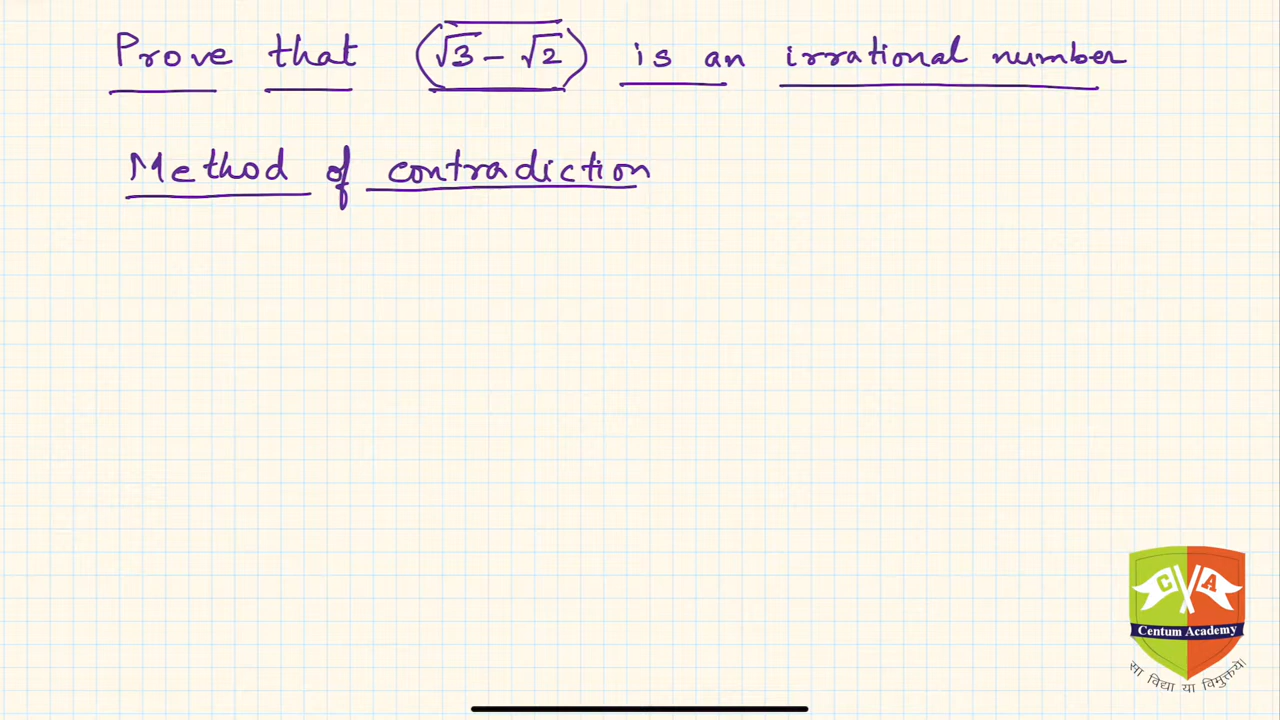 Prove that (√3 - √2) is an irrational number
Method of contradiction
C A
Centum Academy
सा विद्या या विमुक्तये।